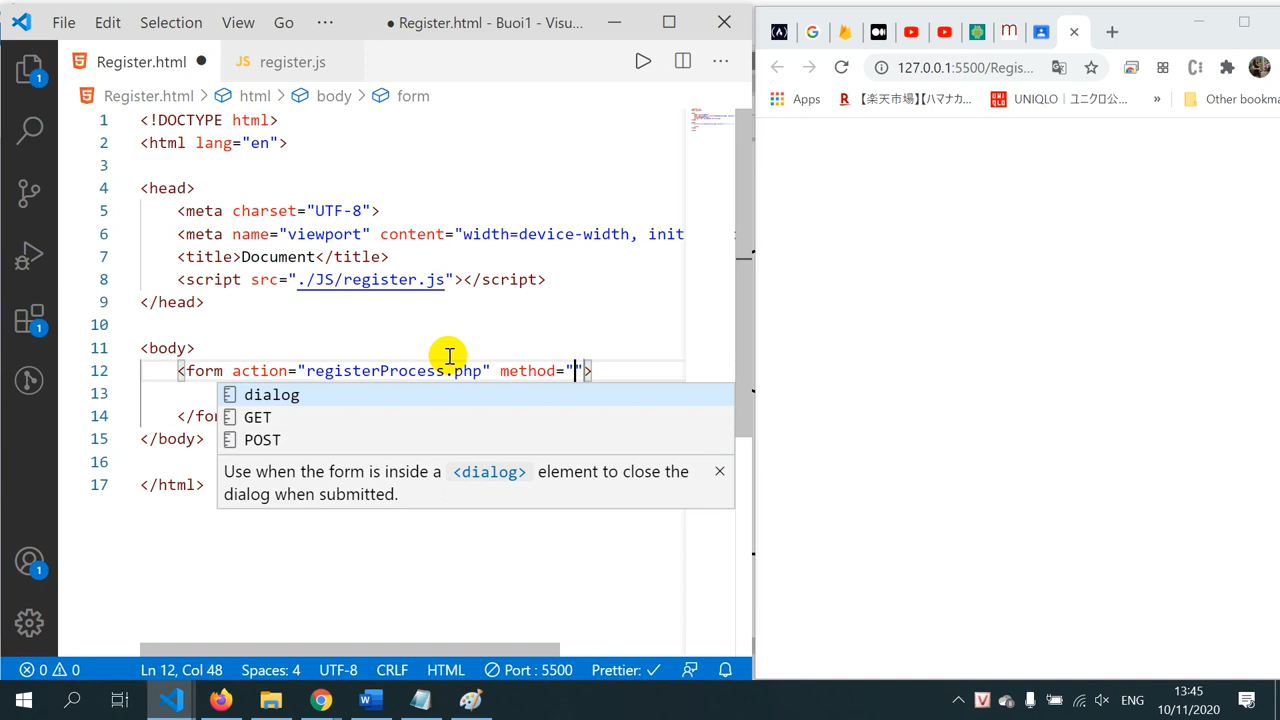 File Edit Selection View Go ··· ● Register.html - Buoi1 - Visu...
Register.html ● JS register.js
Register.html > html > body > form
1 <!DOCTYPE html>
2 <html lang="en">
3
4 <head>
5 <meta charset="UTF-8">
6 <meta name="viewport" content="width=device-width, init
7 <title>Document</title>
8 <script src="./JS/register.js"></script>
9 </head>
10
11 <body>
12 <form action="registerProcess.php" method="">
13
14 </for
15 </body>
16
17 </html>
dialog
GET
POST
Use when the form is inside a <dialog> element to close the
dialog when submitted.
1
1
1
1
0 0 Ln 12, Col 48 Spaces: 4 UTF-8 CRLF HTML Port : 5500 Prettier: ✓
127.0.0.1:5500/Regis...
Apps 【楽天市場】【ハマナカ... UNIQLO | ユニクロ公... » Other bookma
ENG
13:45
10/11/2020